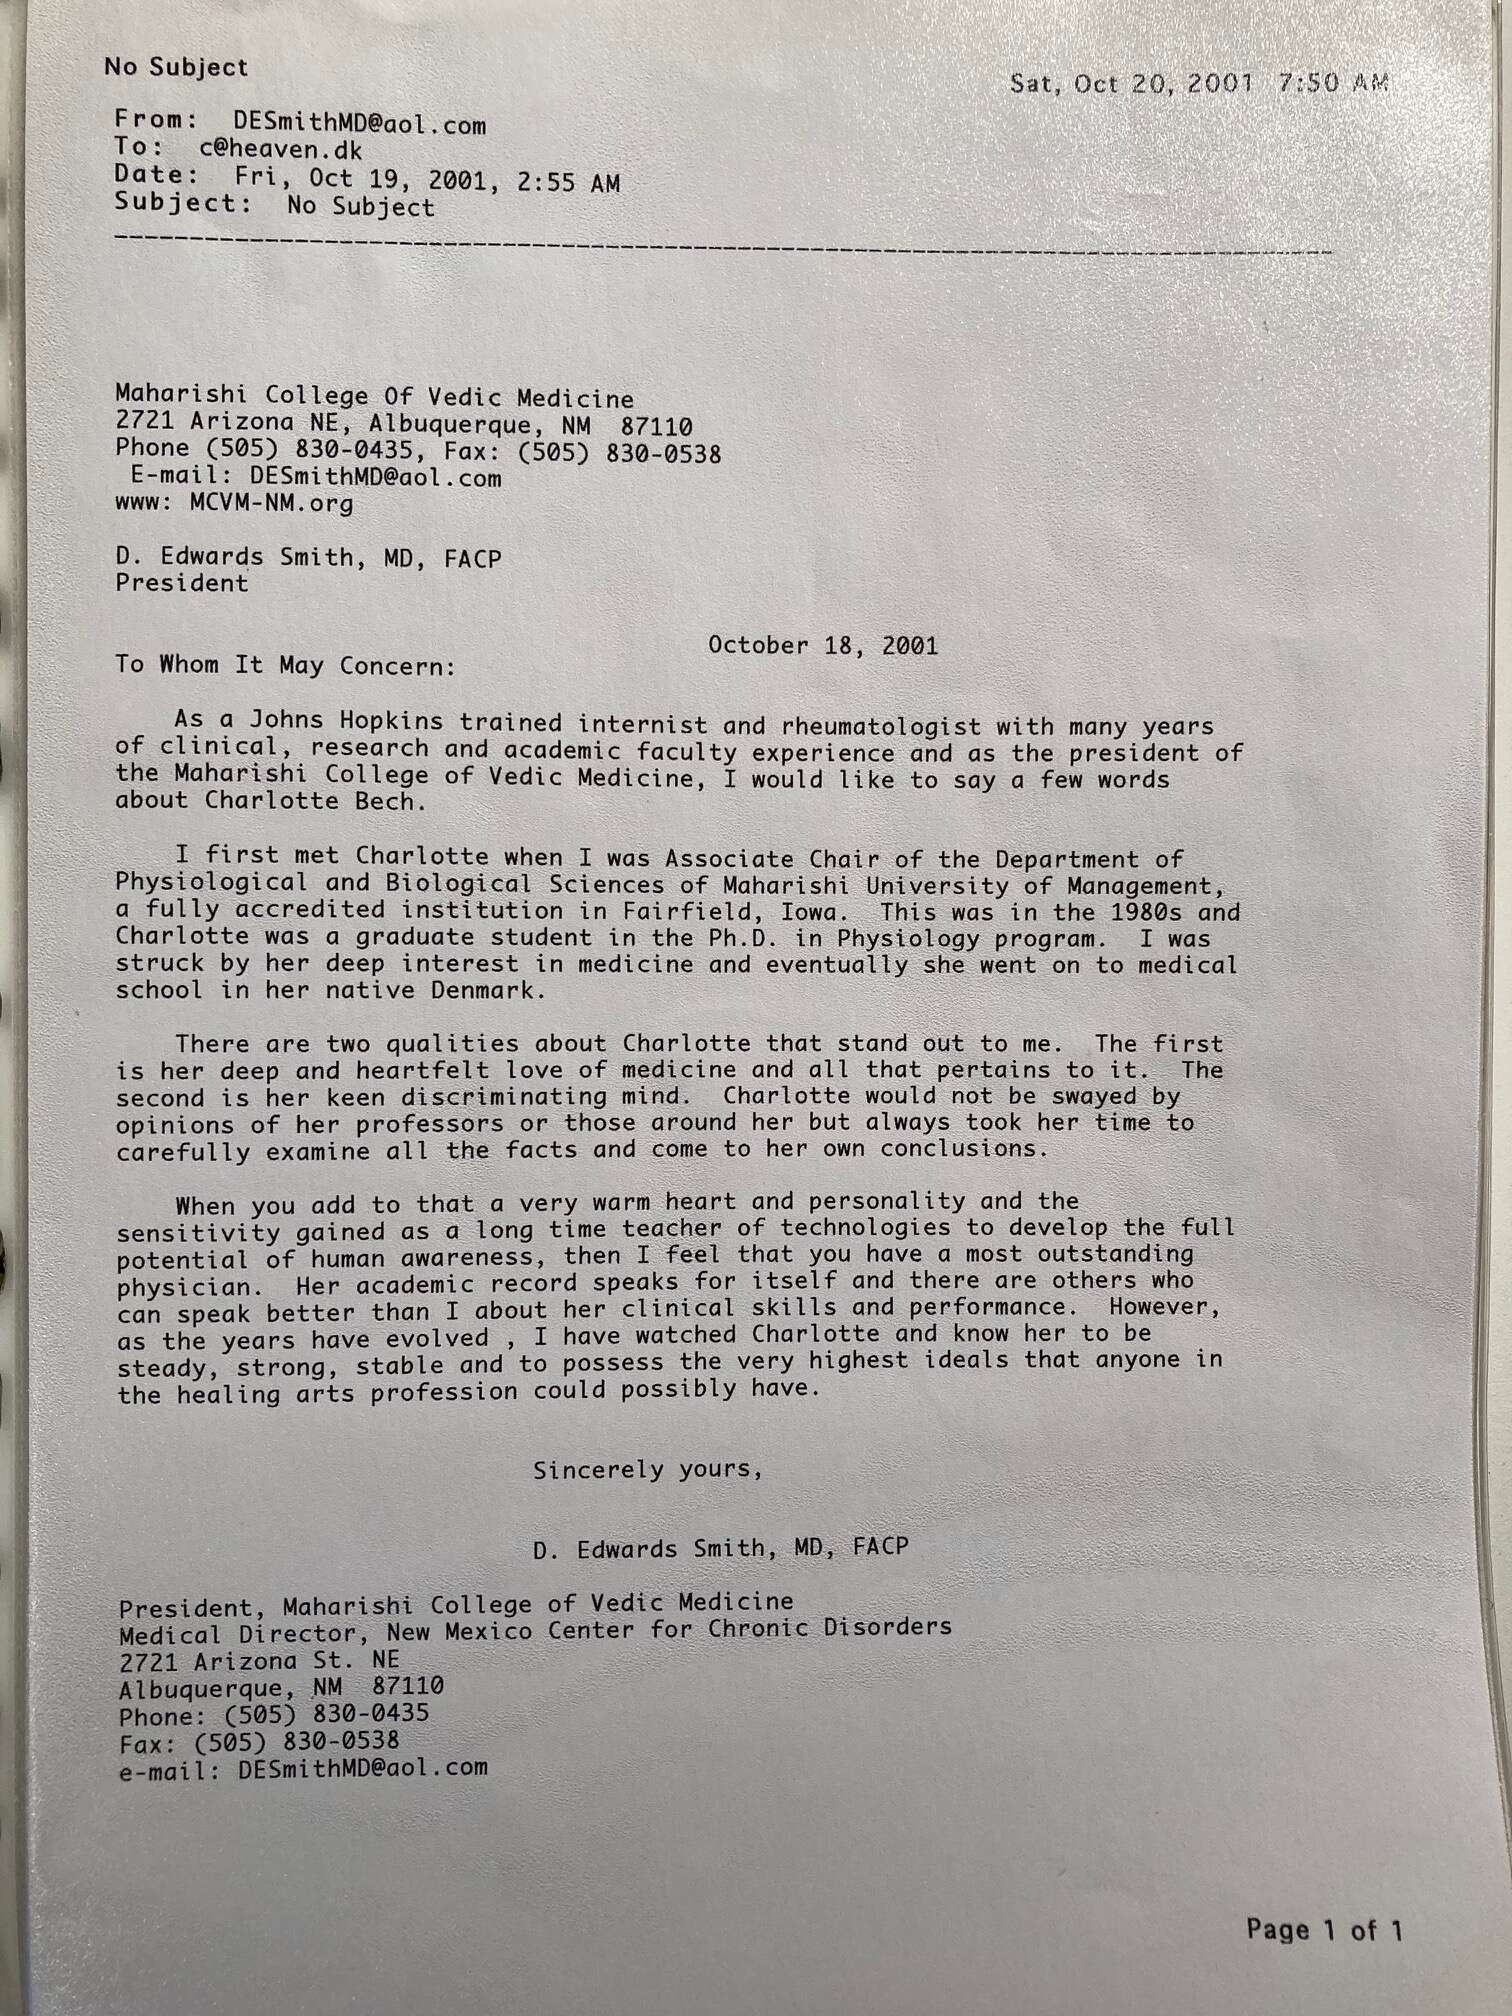 No Subject
Sat, Oct 20, 2001 7:50 AM
From: DESmithMD@aol.com
To: c@heaven.dk
Date: Fri, Oct 19, 2001, 2:55 AM
Subject: No Subject
Maharishi College Of Vedic Medicine
2721 Arizona NE, Albuquerque, NM 87110
Phone (505) 830-0435, Fax: (505) 830-0538
E-mail: DESmithMD@aol.com
www: MCVM-NM.org
D. Edwards Smith, MD, FACP
President
October 18, 2001
To Whom It May Concern:
As a Johns Hopkins trained internist and rheumatologist with many years
of clinical, research and academic faculty experience and as the president of
the Maharishi College of Vedic Medicine, I would like to say a few words
about Charlotte Bech.
I first met Charlotte when I was Associate Chair of the Department of
Physiological and Biological Sciences of Maharishi University of Management,
a fully accredited institution in Fairfield, Iowa. This was in the 1980s and
Charlotte was a graduate student in the Ph.D. in Physiology program. I was
struck by her deep interest in medicine and eventually she went on to medical
school in her native Denmark.
There are two qualities about Charlotte that stand out to me. The first
is her deep and heartfelt love of medicine and all that pertains to it. The
second is her keen discriminating mind. Charlotte would not be swayed by
opinions of her professors or those around her but always took her time to
carefully examine all the facts and come to her own conclusions.
When you add to that a very warm heart and personality and the
sensitivity gained as a long time teacher of technologies to develop the full
potential of human awareness, then I feel that you have a most outstanding
physician. Her academic record speaks for itself and there are others who
can speak better than I about her clinical skills and performance. However,
as the years have evolved , I have watched Charlotte and know her to be
steady, strong, stable and to possess the very highest ideals that anyone in
the healing arts profession could possibly have.
Sincerely yours,
D. Edwards Smith, MD, FACP
President, Maharishi College of Vedic Medicine
Medical Director, New Mexico Center for Chronic Disorders
2721 Arizona St. NE
Albuquerque, NM 87110
Phone: (505) 830-0435
Fax: (505) 830-0538
e-mail: DESmithMD@aol.com
Page 1 of 1